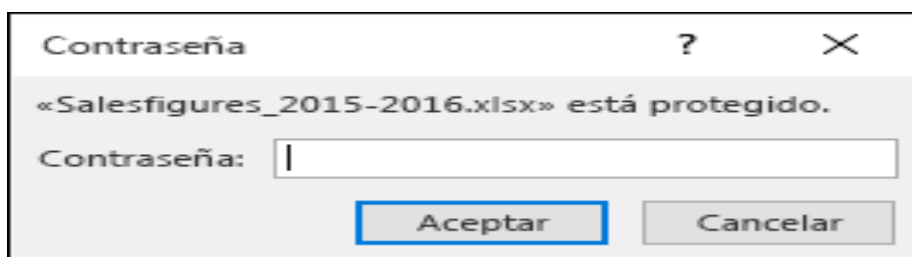 Contraseña ?
«Salesfigures_2015-2016.xlsx» está protegido.
Contraseña:
Aceptar Cancelar